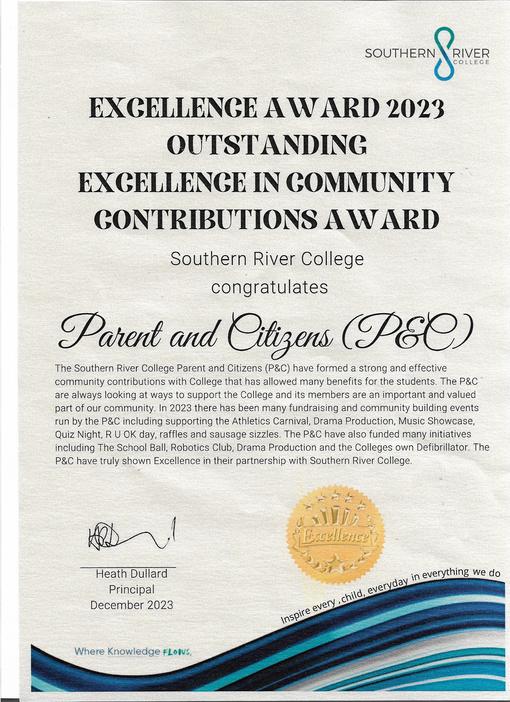 SOUTHERN RIVER
COLLEGE
EXCELLENCE AWARD 2023
OUTSTANDING
EXCELLENCE IN COMMUNITY
CONTRIBUTIONS AWARD
Southern River College
congratulates
Parent and Citizens (P&C)
The Southern River College Parent and Citizens (P&C) have formed a strong and effective
community contributions with College that has allowed many benefits for the students. The P&C
are always looking at ways to support the College and its members are an important and valued
part of our community. In 2023 there has been many fundraising and community building events
run by the P&C including supporting the Athletics Carnival, Drama Production, Music Showcase,
Quiz Night, R U OK day, raffles and sausage sizzles. The P&C have also funded many initiatives
including The School Ball, Robotics Club, Drama Production and the Colleges own Defibrillator. The
P&C have truly shown Excellence in their partnership with Southern River College.
Excellence
Heath Dullard
Principal
December 2023
Inspire every child, everyday in everything we do
Where Knowledge FLOWS.